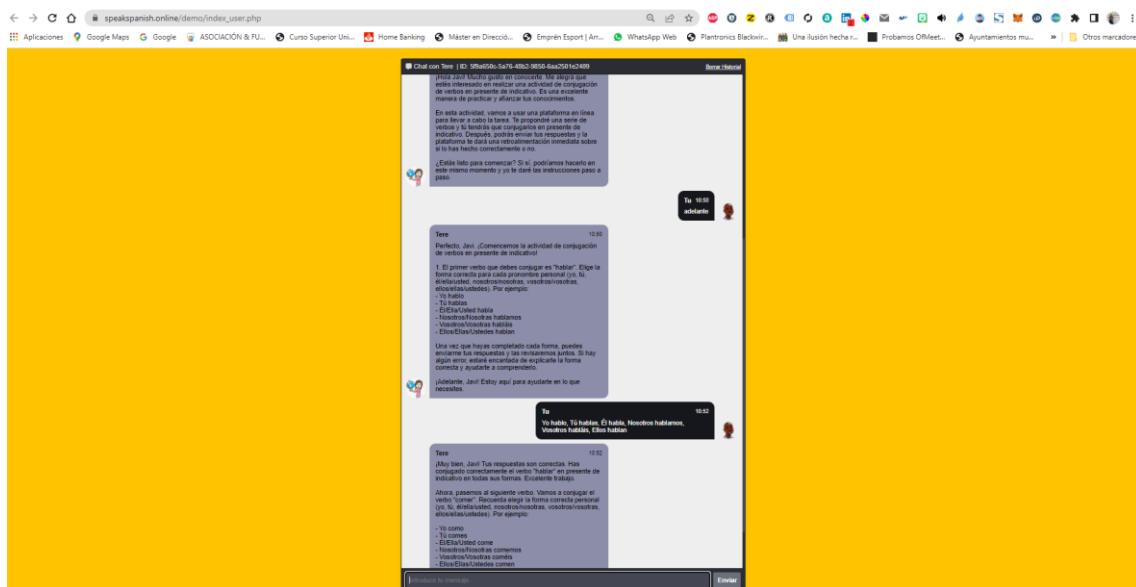 speakspanish.online/demo/index_user.php
Aplicaciones Google Maps Google ASOCIACIÓN & FU... Curso Superior Uni... Home Banking Máster en Direcció... Emprén Esport | Am... WhatsApp Web Plantronics Blackwir... Una ilusión hecha r... Probamos OfMeet... Ayuntamientos mu... » Otros marcadores
Chat con Tere | ID: Borrar Historial
¡Hola Javi! Mucho gusto en conocerte. Me alegra que
estés interesado en realizar una actividad de conjugación
de verbos en presente de indicativo. Es una excelente
manera de practicar y afianzar tus conocimientos.
En esta actividad, vamos a usar una plataforma en línea
para llevar a cabo la tarea. Te propondré una serie de
verbos y tú tendrás que conjugarlos en presente de
indicativo. Después, podrás enviar tus respuestas y la
plataforma te dará una retroalimentación inmediata sobre
si lo has hecho correctamente o no.
¿Estás listo para comenzar? Si sí, podríamos hacerlo en
este mismo momento y yo te daré las instrucciones paso a
paso.
Tu 10:50
adelante
Tere 10:50
Perfecto, Javi. ¡Comencemos la actividad de conjugación
de verbos en presente de indicativo!
1. El primer verbo que debes conjugar es "hablar". Elige la
forma correcta para cada pronombre personal (yo, tú,
él/ella/usted, nosotros/nosotras, vosotros/vosotras,
ellos/ellas/ustedes). Por ejemplo:
- Yo hablo
- Tú hablas
- Él/Ella/Usted habla
- Nosotros/Nosotras hablamos
- Vosotros/Vosotras habláis
- Ellos/Ellas/Ustedes hablan
Una vez que hayas completado cada forma, puedes
enviarme tus respuestas y las revisaremos juntos. Si hay
algún error, estaré encantada de explicarte la forma
correcta y ayudarte a comprenderlo.
¡Adelante, Javi! Estoy aquí para ayudarte en lo que
necesites.
Tu 10:52
Yo hablo, Tú hablas, Él habla, Nosotros hablamos,
Vosotros habláis, Ellos hablan
Tere 10:52
¡Muy bien, Javi! Tus respuestas son correctas. Has
conjugado correctamente el verbo "hablar" en presente de
indicativo en todas sus formas. Excelente trabajo.
Ahora, pasemos al siguiente verbo. Vamos a conjugar el
verbo "comer". Recuerda elegir la forma correcta personal
(yo, tú, él/ella/usted, nosotros/nosotras, vosotros/vosotras,
ellos/ellas/ustedes). Por ejemplo:
- Yo como
- Tú comes
- Él/Ella/Usted come
- Nosotros/Nosotras comemos
- Vosotros/Vosotras coméis
- Ellos/Ellas/Ustedes comen
Introduce tu mensaje Enviar